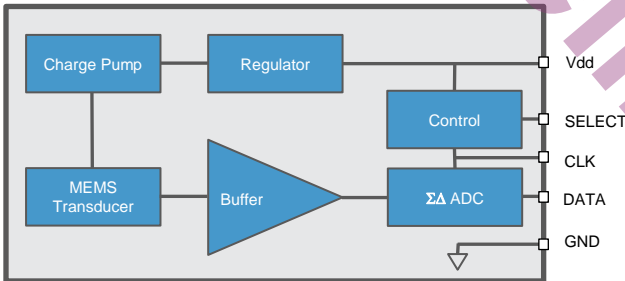 Charge Pump
Regulator
Vdd
Control
SELECT
CLK
MEMS
Transducer
Buffer
ΣΔ ADC
DATA
GND